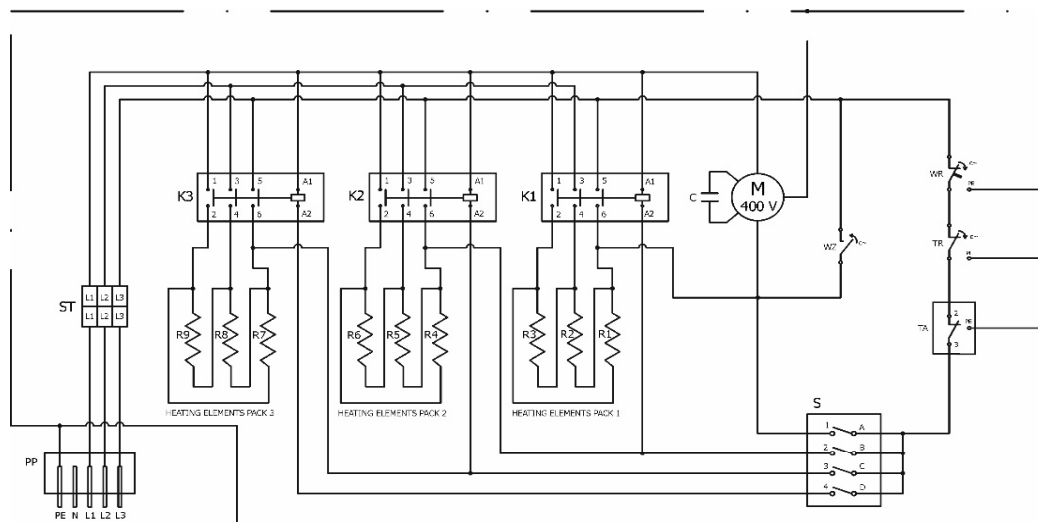 K3
1 3 5 A1
2 4 6 A2
K2
1 3 5 A1
2 4 6 A2
K1
1 3 5 A1
2 4 6 A2
C
M
400 V
WR
PE
WZ
TR
PE
TA
2
PE
3
ST
L1 L2 L3
L1 L2 L3
R9 R8 R7
R6 R5 R4
R3 R2 R1
HEATING ELEMENTS PACK 3
HEATING ELEMENTS PACK 2
HEATING ELEMENTS PACK 1
S
1 A
2 B
3 C
4 D
PP
PE N L1 L2 L3